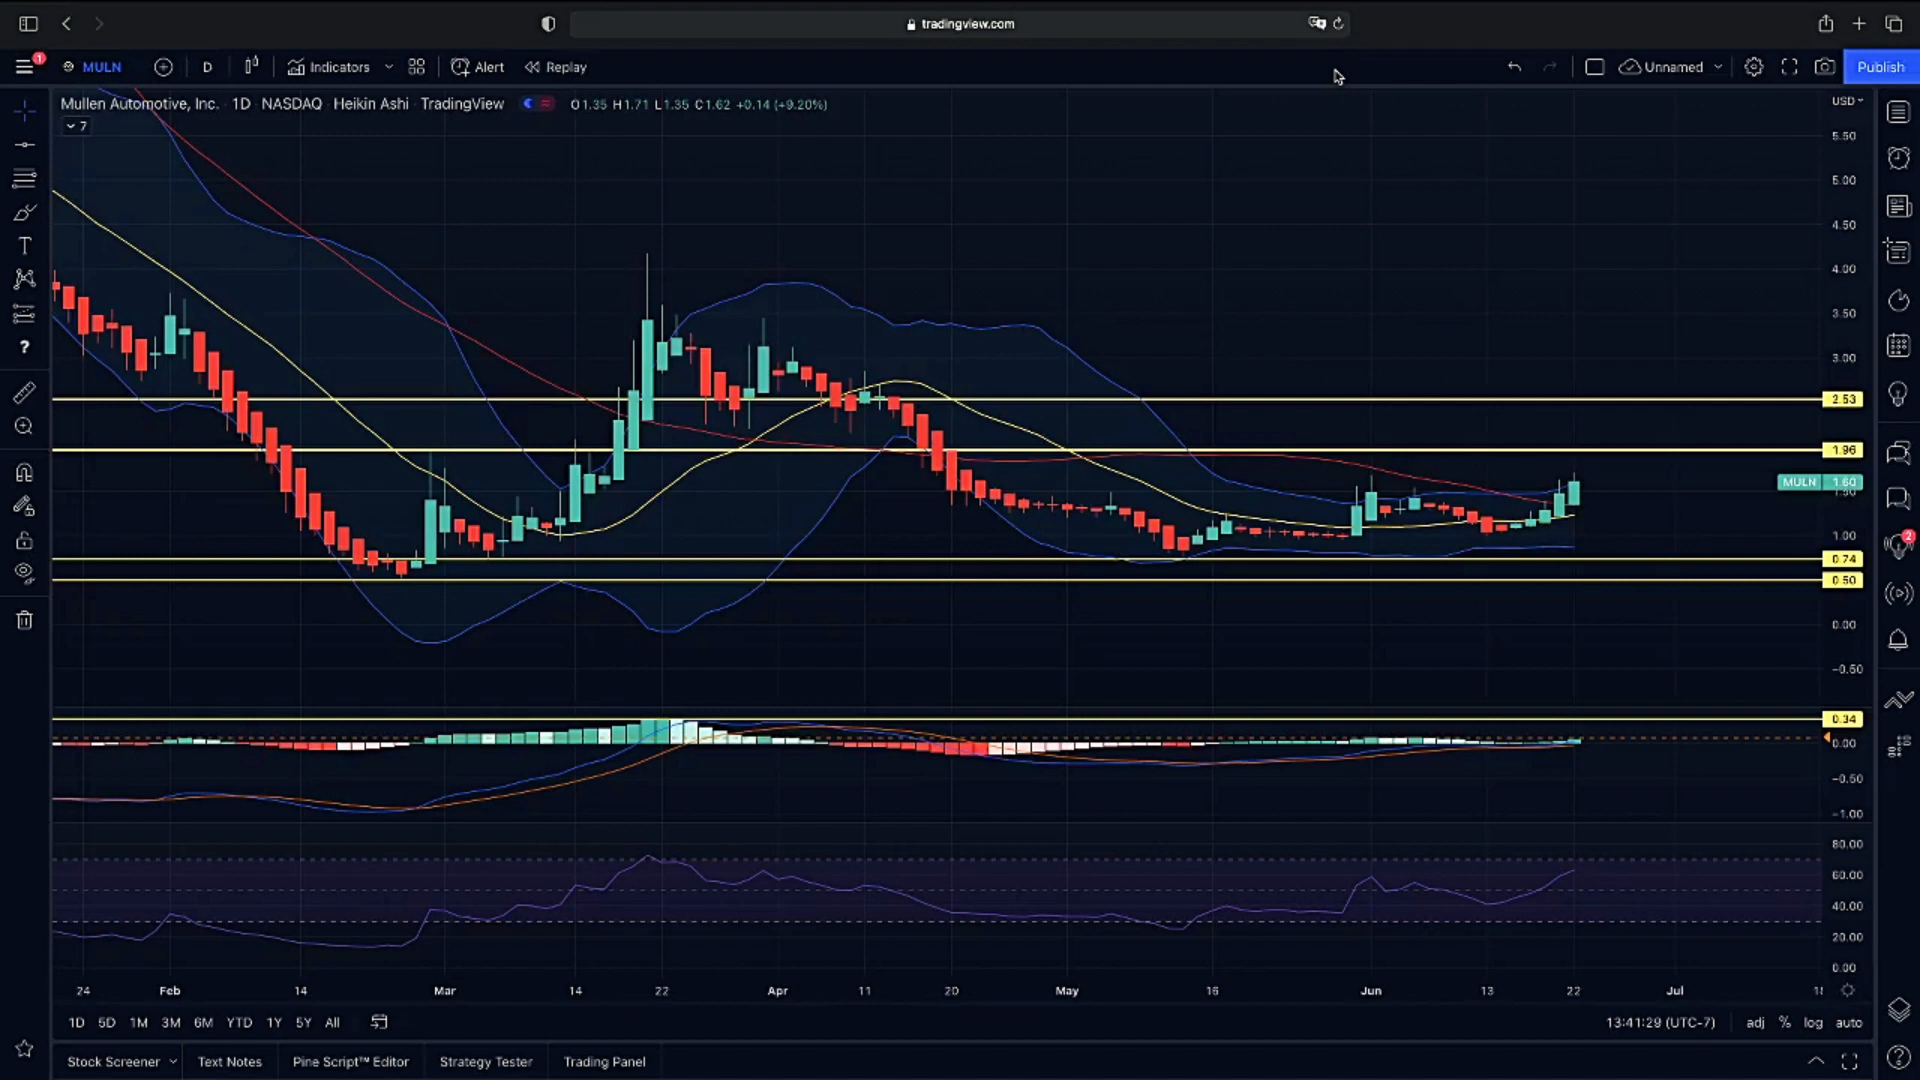 tradingview.com
1
MULN
D
Indicators
Alert
Replay
Unnamed
Publish
Mullen Automotive, Inc. 1D NASDAQ Heikin Ashi TradingView O1.35 H1.71 L1.35 C1.62 +0.14 (+9.20%)
7
USD
5.50
5.00
4.50
4.00
3.50
3.00
2.53
1.96
MULN 1.60
1.50
1.00
0.74
0.50
0.00
−0.50
0.34
0.00
−0.50
−1.00
80.00
60.00
40.00
20.00
0.00
2
24 Feb 14 Mar 14 22 Apr 11 20 May 16 Jun 13 22 Jul
1D 5D 1M 3M 6M YTD 1Y 5Y All
13:41:29 (UTC-7) adj % log auto
Stock Screener Text Notes Pine Script™ Editor Strategy Tester Trading Panel